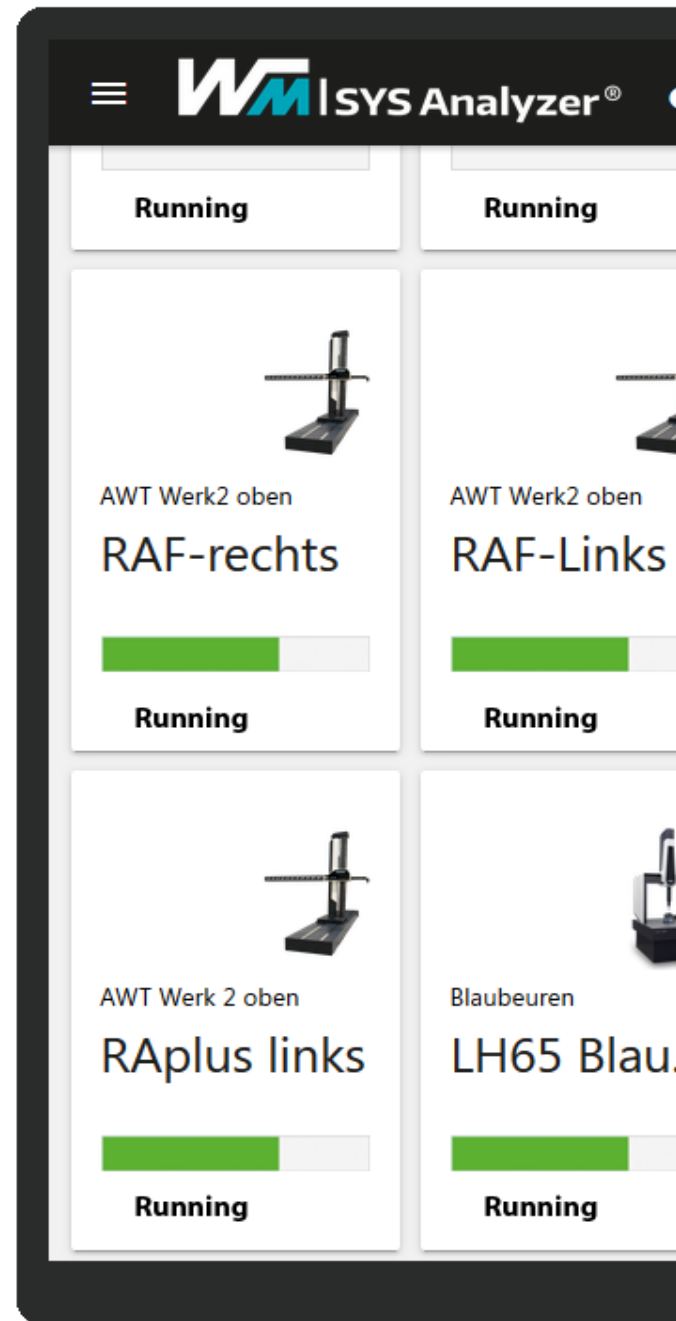 WM | SYS Analyzer®
Running Running
AWT Werk2 oben AWT Werk2 oben
RAF-rechts RAF-Links
Running Running
AWT Werk 2 oben Blaubeuren
RAplus links LH65 Blau.
Running Running